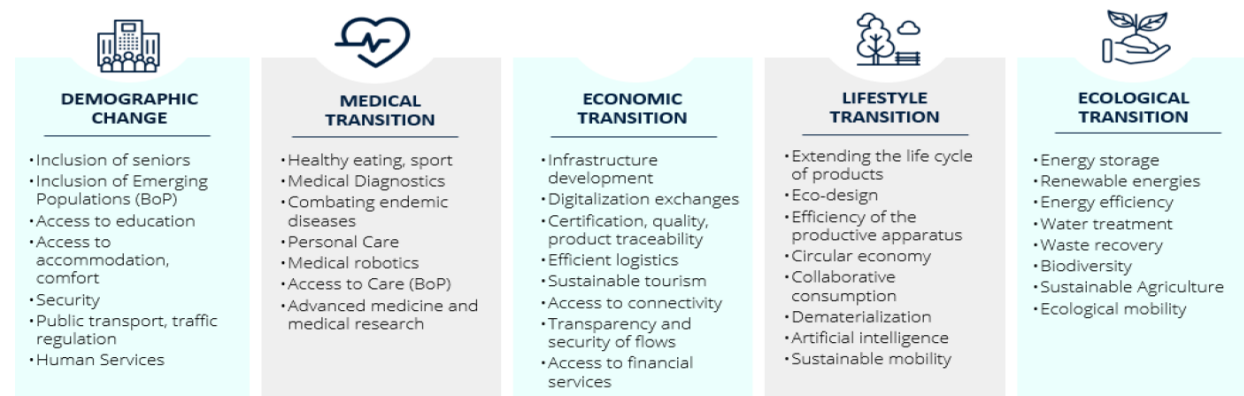 DEMOGRAPHIC
CHANGE
•Inclusion of seniors
•Inclusion of Emerging
Populations (BoP)
•Access to education
•Access to
accommodation,
comfort
•Security
•Public transport, traffic
regulation
•Human Services
MEDICAL
TRANSITION
•Healthy eating, sport
•Medical Diagnostics
•Combating endemic
diseases
•Personal Care
•Medical robotics
•Access to Care (BoP)
•Advanced medicine and
medical research
ECONOMIC
TRANSITION
•Infrastructure
development
•Digitalization exchanges
•Certification, quality,
product traceability
•Efficient logistics
•Sustainable tourism
•Access to connectivity
•Transparency and
security of flows
•Access to financial
services
LIFESTYLE
TRANSITION
•Extending the life cycle
of products
•Eco-design
•Efficiency of the
productive apparatus
•Circular economy
•Collaborative
consumption
•Dematerialization
•Artificial intelligence
•Sustainable mobility
ECOLOGICAL
TRANSITION
•Energy storage
•Renewable energies
•Energy efficiency
•Water treatment
•Waste recovery
•Biodiversity
•Sustainable Agriculture
•Ecological mobility